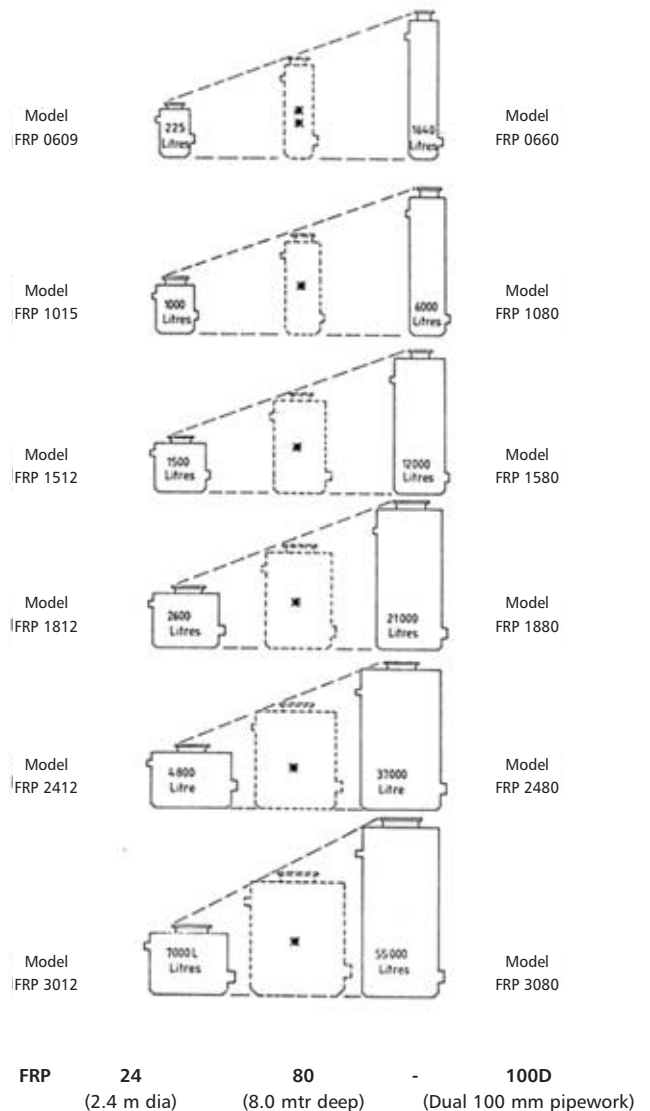 225
Litres
1640
Litres
Model
FRP 0609
Model
FRP 0660
1000
Litres
6000
Litres
Model
FRP 1015
Model
FRP 1080
1500
Litres
12000
Litres
Model
FRP 1512
Model
FRP 1580
2600
Litres
21000
Litres
Model
FRP 1812
Model
FRP 1880
4800
Litre
37000
Litre
Model
FRP 2412
Model
FRP 2480
7000L
Litres
55000
Litres
Model
FRP 3012
Model
FRP 3080
FRP 24 80 - 100D
(2.4 m dia) (8.0 mtr deep) (Dual 100 mm pipework)